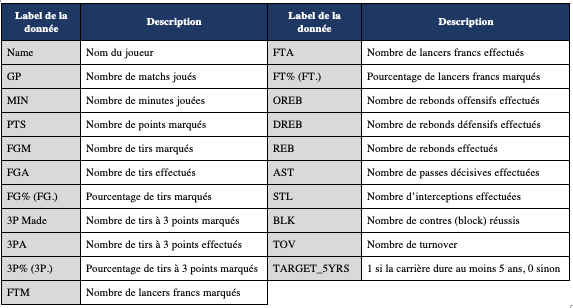 Label de la donnée Description Label de la donnée Description
Name Nom du joueur FTA Nombre de lancers francs effectués
GP Nombre de matchs joués FT% (FT.) Pourcentage de lancers francs marqués
MIN Nombre de minutes jouées OREB Nombre de rebonds offensifs effectués
PTS Nombre de points marqués DREB Nombre de rebonds défensifs effectués
FGM Nombre de tirs marqués REB Nombre de rebonds effectués
FGA Nombre de tirs effectués AST Nombre de passes décisives effectuées
FG% (FG.) Pourcentage de tirs marqués STL Nombre d’interceptions effectuées
3P Made Nombre de tirs à 3 points marqués BLK Nombre de contres (block) réussis
3PA Nombre de tirs à 3 points effectués TOV Nombre de turnover
3P% (3P.) Pourcentage de tirs à 3 points marqués TARGET_5YRS 1 si la carrière dure au moins 5 ans, 0 sinon
FTM Nombre de lancers francs marqués